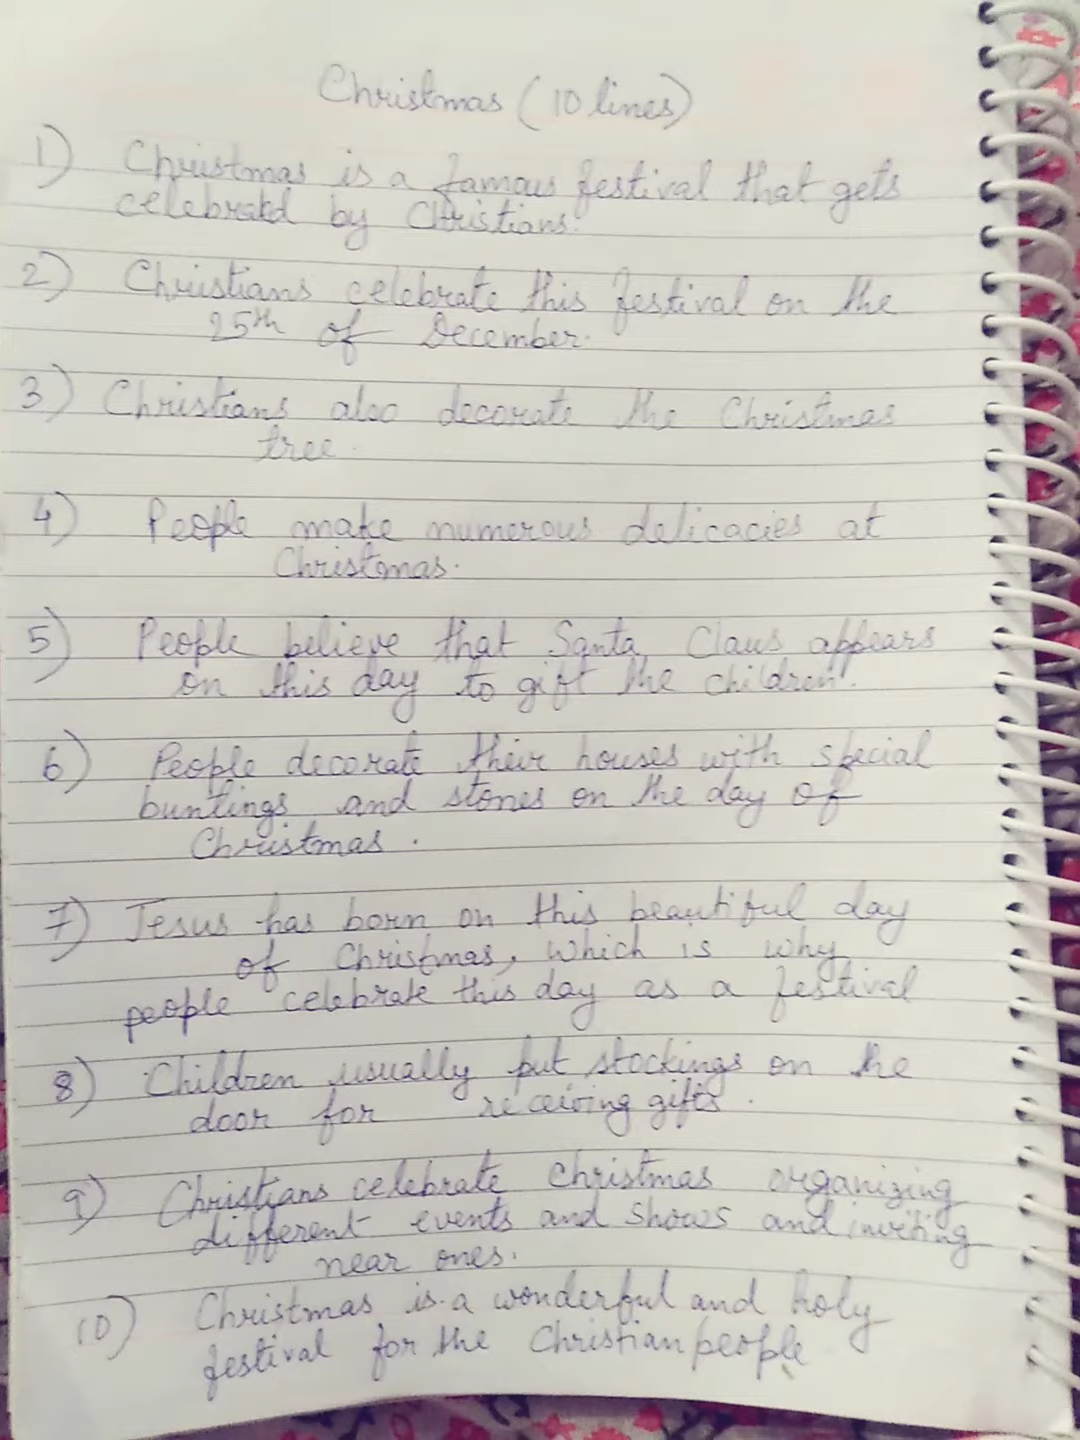 Christmas (10 lines)
1) Christmas is a famous festival that gets
celebratd by Christians.
2) Christians celebrate this festival on the
25th of December.
3) Christians also decorate the Christmas
tree.
4) People make numerous delicacies at
Christmas.
5) People believe that Santa Claus appears
on this day to gift the children.
6) People decorate their houses with special
buntings and stones on the day of
Christmas.
7) Jesus has born on this beautiful day
of Christmas, which is why
people celebrate this day as a festival
8) Children usually put stockings on the
door for receiving gifts.
9) Christians celebrate Christmas organizing
different events and shows and inviting
near ones.
10) Christmas is a wonderful and holy
festival for the Christian people